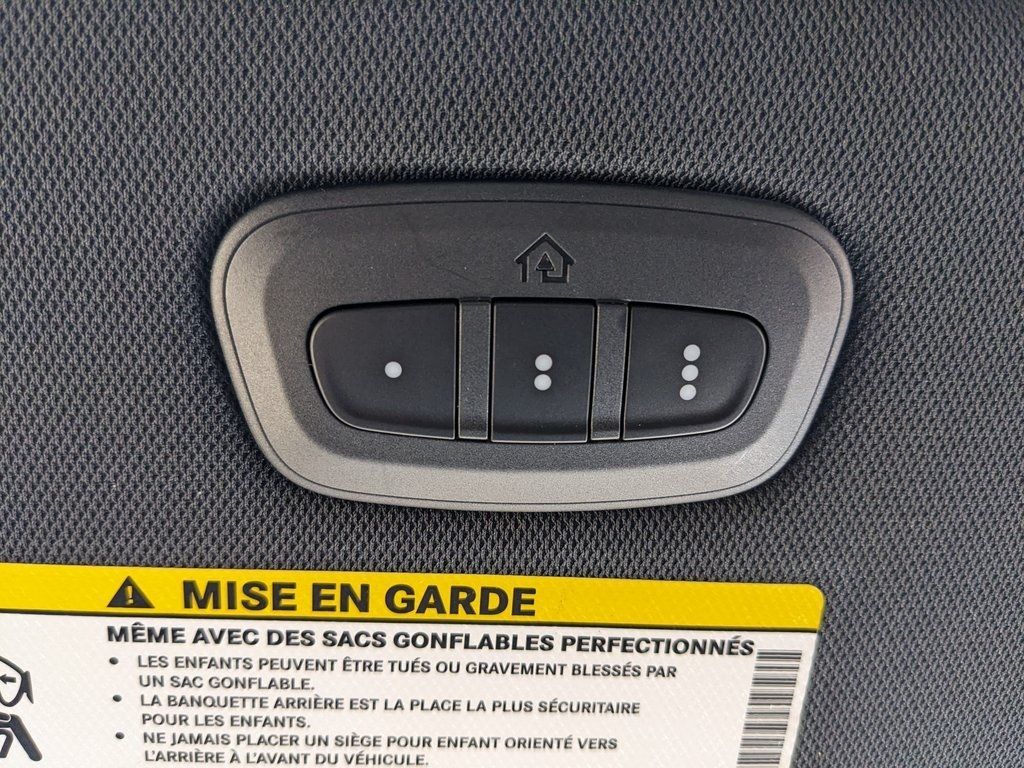 MISE EN GARDE
MÊME AVEC DES SACS GONFLABLES PERFECTIONNÉS
• LES ENFANTS PEUVENT ÊTRE TUÉS OU GRAVEMENT BLESSÉS PAR
UN SAC GONFLABLE.
• LA BANQUETTE ARRIÈRE EST LA PLACE LA PLUS SÉCURITAIRE
POUR LES ENFANTS.
• NE JAMAIS PLACER UN SIÈGE POUR ENFANT ORIENTÉ VERS
L'ARRIÈRE À L'AVANT DU VÉHICULE.